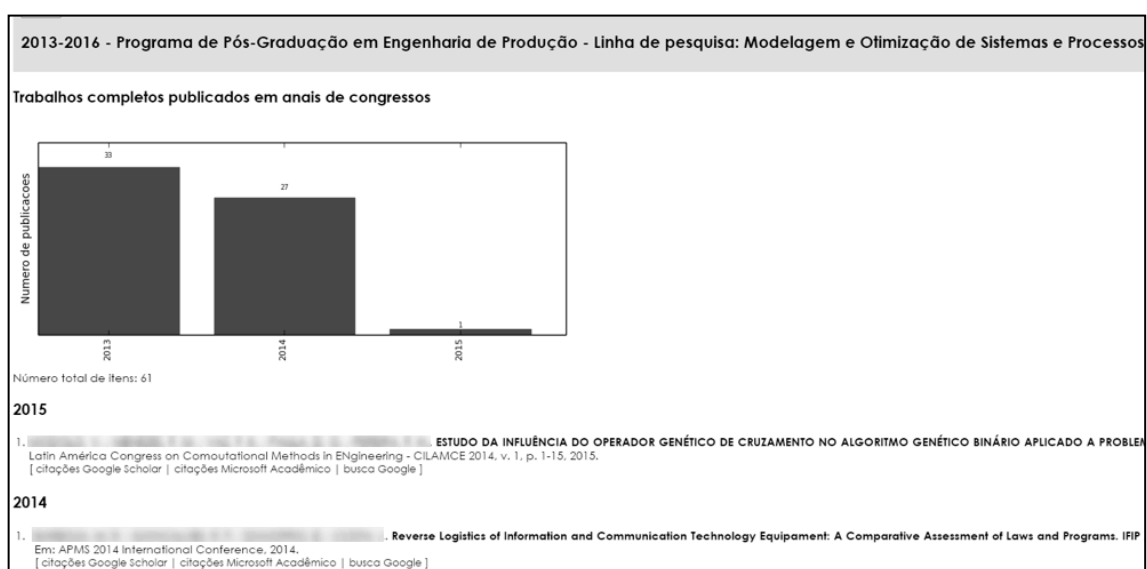 2013-2016 - Programa de Pós-Graduação em Engenharia de Produção - Linha de pesquisa: Modelagem e Otimização de Sistemas e Processos
Trabalhos completos publicados em anais de congressos
33
27
1
Numero de publicacoes
2013
2014
2015
Número total de itens: 61
2015
1. . ESTUDO DA INFLUÊNCIA DO OPERADOR GENÉTICO DE CRUZAMENTO NO ALGORITMO GENÉTICO BINÁRIO APLICADO A PROBLEM
Latin América Congress on Comoutational Methods in ENgineering - CILAMCE 2014, v. 1, p. 1-15, 2015.
[ citações Google Scholar | citações Microsoft Acadêmico | busca Google ]
2014
1. . Reverse Logistics of Information and Communication Technology Equipament: A Comparative Assessment of Laws and Programs. IFIP
Em: APMS 2014 International Conference, 2014.
[ citações Google Scholar | citações Microsoft Acadêmico | busca Google ]